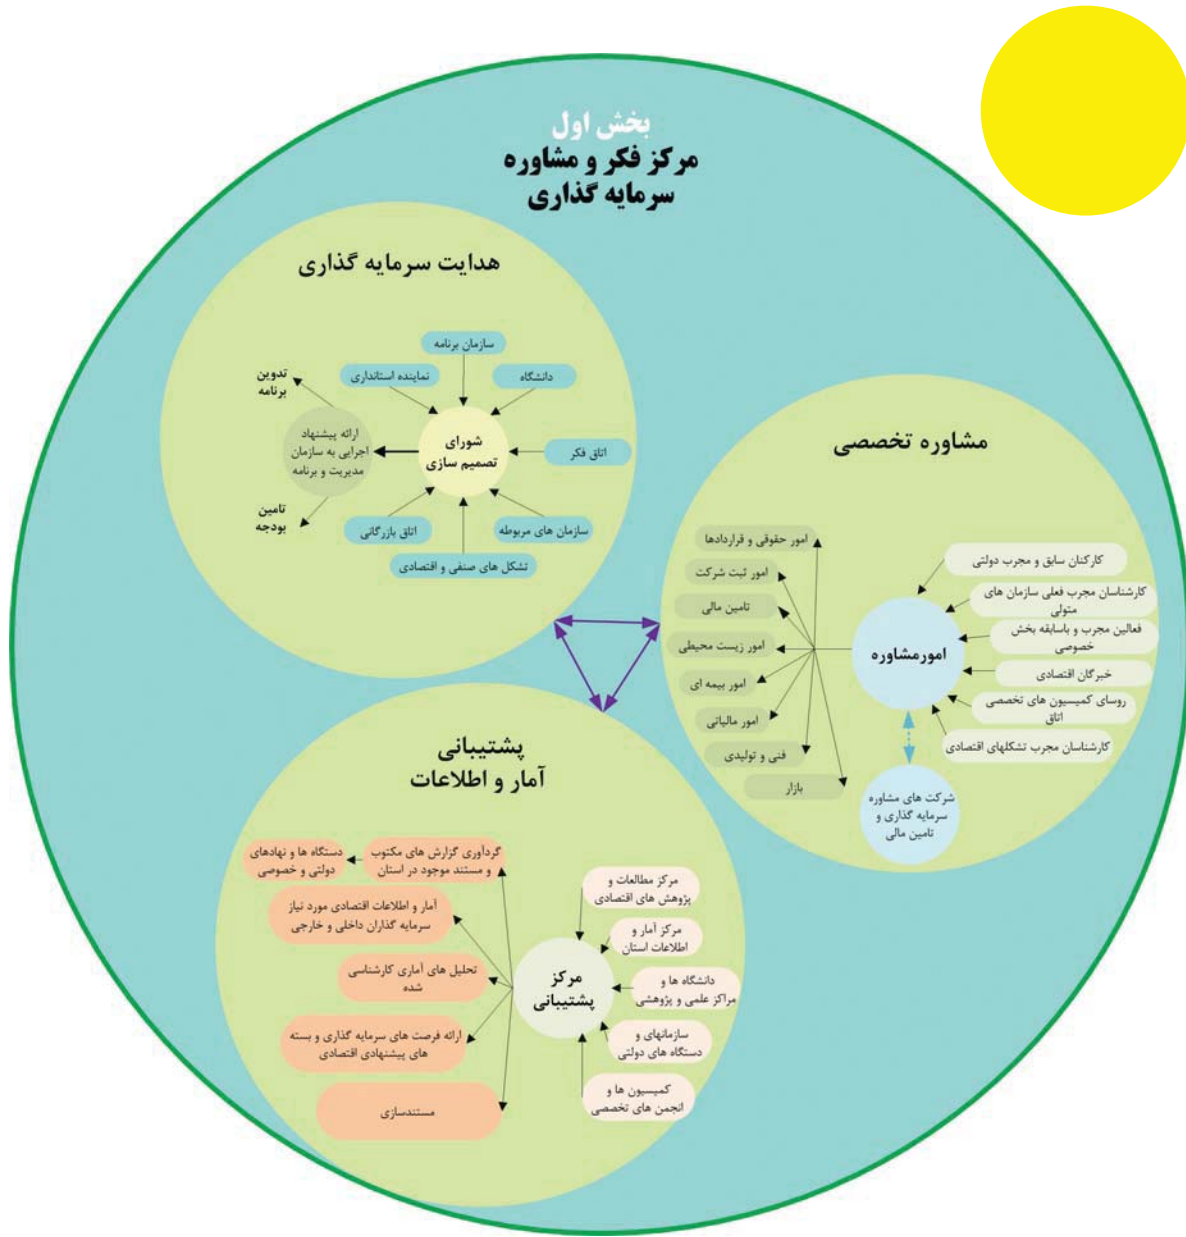 بخش اول
مرکز فکر و مشاوره
سرمایه گذاری
هدایت سرمایه گذاری
سازمان برنامه
نماینده استانداری
دانشگاه
تدوین
برنامه
شورای
تصمیم سازی
اتاق فکر
ارائه پیشنهاد
اجرایی به سازمان
مدیریت و برنامه
تامین
بودجه
اتاق بازرگانی
سازمان های مربوطه
تشکل های صنفی و اقتصادی
مشاوره تخصصی
کارکنان سابق و مجرب دولتی
کارشناسان مجرب فعلی سازمان های
متولی
فعالین مجرب و باسابقه بخش
خصوصی
خبرگان اقتصادی
روسای کمیسیون های تخصصی
اتاق
کارشناسان مجرب تشکلهای اقتصادی
امورمشاوره
امور حقوقی و قراردادها
امور ثبت شرکت
تامین مالی
امور زیست محیطی
امور بیمه ای
امور مالیاتی
فنی و تولیدی
بازار
شرکت های مشاوره
سرمایه گذاری و
تامین مالی
پشتیبانی
آمار و اطلاعات
مرکز مطالعات و
پژوهش های اقتصادی
مرکز آمار و
اطلاعات استان
دانشگاه ها و
مراکز علمی و پژوهشی
سازمانهای و
دستگاه های دولتی
کمیسیون ها و
انجمن های تخصصی
مرکز
پشتیبانی
گردآوری گزارش های مکتوب
و مستند موجود در استان
دستگاه ها و نهادهای
دولتی و خصوصی
آمار و اطلاعات اقتصادی مورد نیاز
سرمایه گذاران داخلی و خارجی
تحلیل های آماری کارشناسی
شده
ارائه فرصت های سرمایه گذاری و بسته
های پیشنهادی اقتصادی
مستندسازی